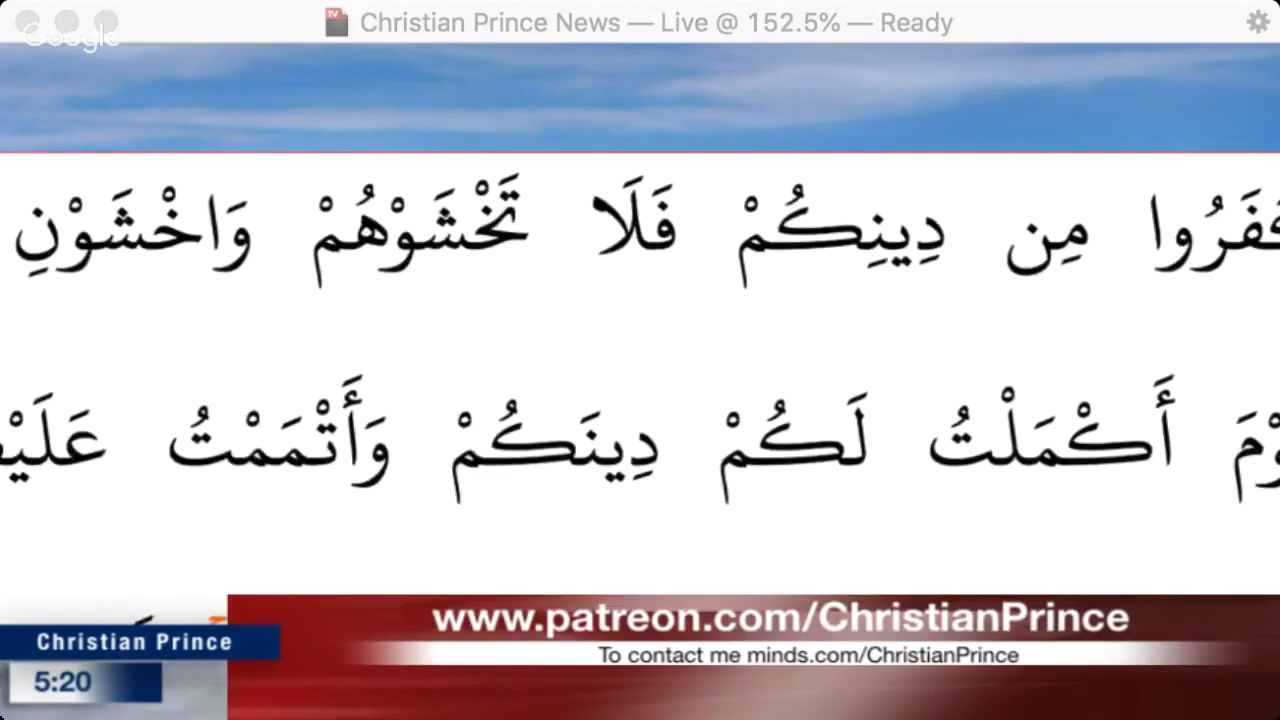 Google
Christian Prince News — Live @ 152.5% — Ready
وا مِن دِينِكُمْ فَلَا تَخْشَوْهُمْ وَاخْشَوْنِ
أَكْمَلْتُ لَكُمْ دِينَكُمْ وَأَتْمَمْتُ
www.patreon.com/ChristianPrince
Christian Prince
To contact me minds.com/ChristianPrince
5:20